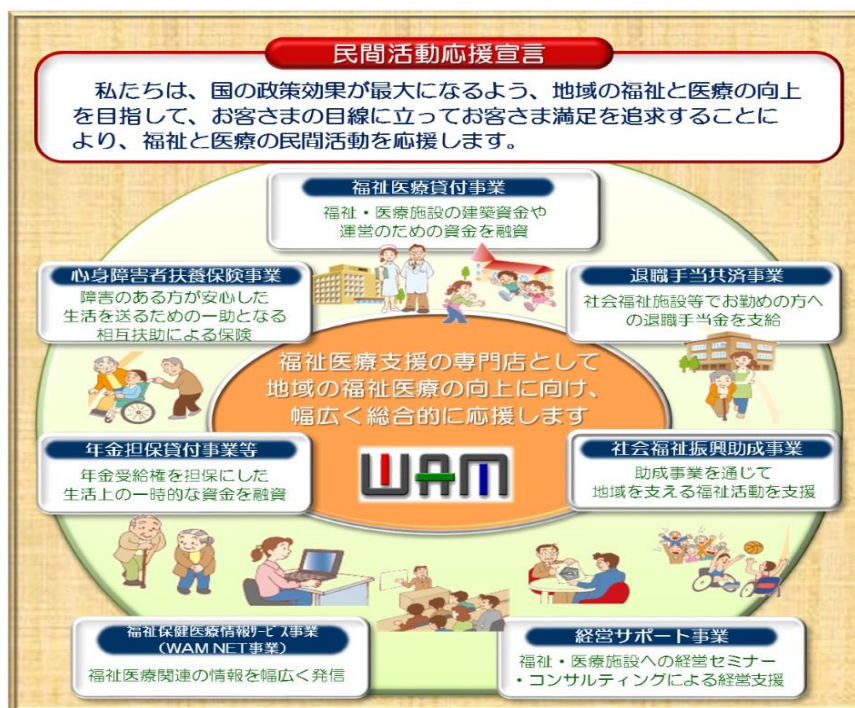 民間活動応援宣言
私たちは、国の政策効果が最大になるよう、地域の福祉と医療の向上
を目指して、お客さまの目線に立ってお客さま満足を追求することに
より、福祉と医療の民間活動を応援します。
福祉医療貸付事業
福祉・医療施設の建築資金や
運営のための資金を融資
心身障害者扶養保険事業
障害のある方が安心した
生活を送るための一助となる
相互扶助による保険
退職手当共済事業
社会福祉施設等でお勤めの方へ
の退職手当金を支給
福祉医療支援の専門店として
地域の福祉医療の向上に向け、
幅広く総合的に応援します
WAM
年金担保貸付事業等
年金受給権を担保にした
生活上の一時的な資金を融資
社会福祉振興助成事業
助成事業を通じて
地域を支える福祉活動を支援
福祉保健医療情報サービス事業
(WAM NET事業)
福祉医療関連の情報を幅広く発信
経営サポート事業
福祉・医療施設への経営セミナー
・コンサルティングによる経営支援